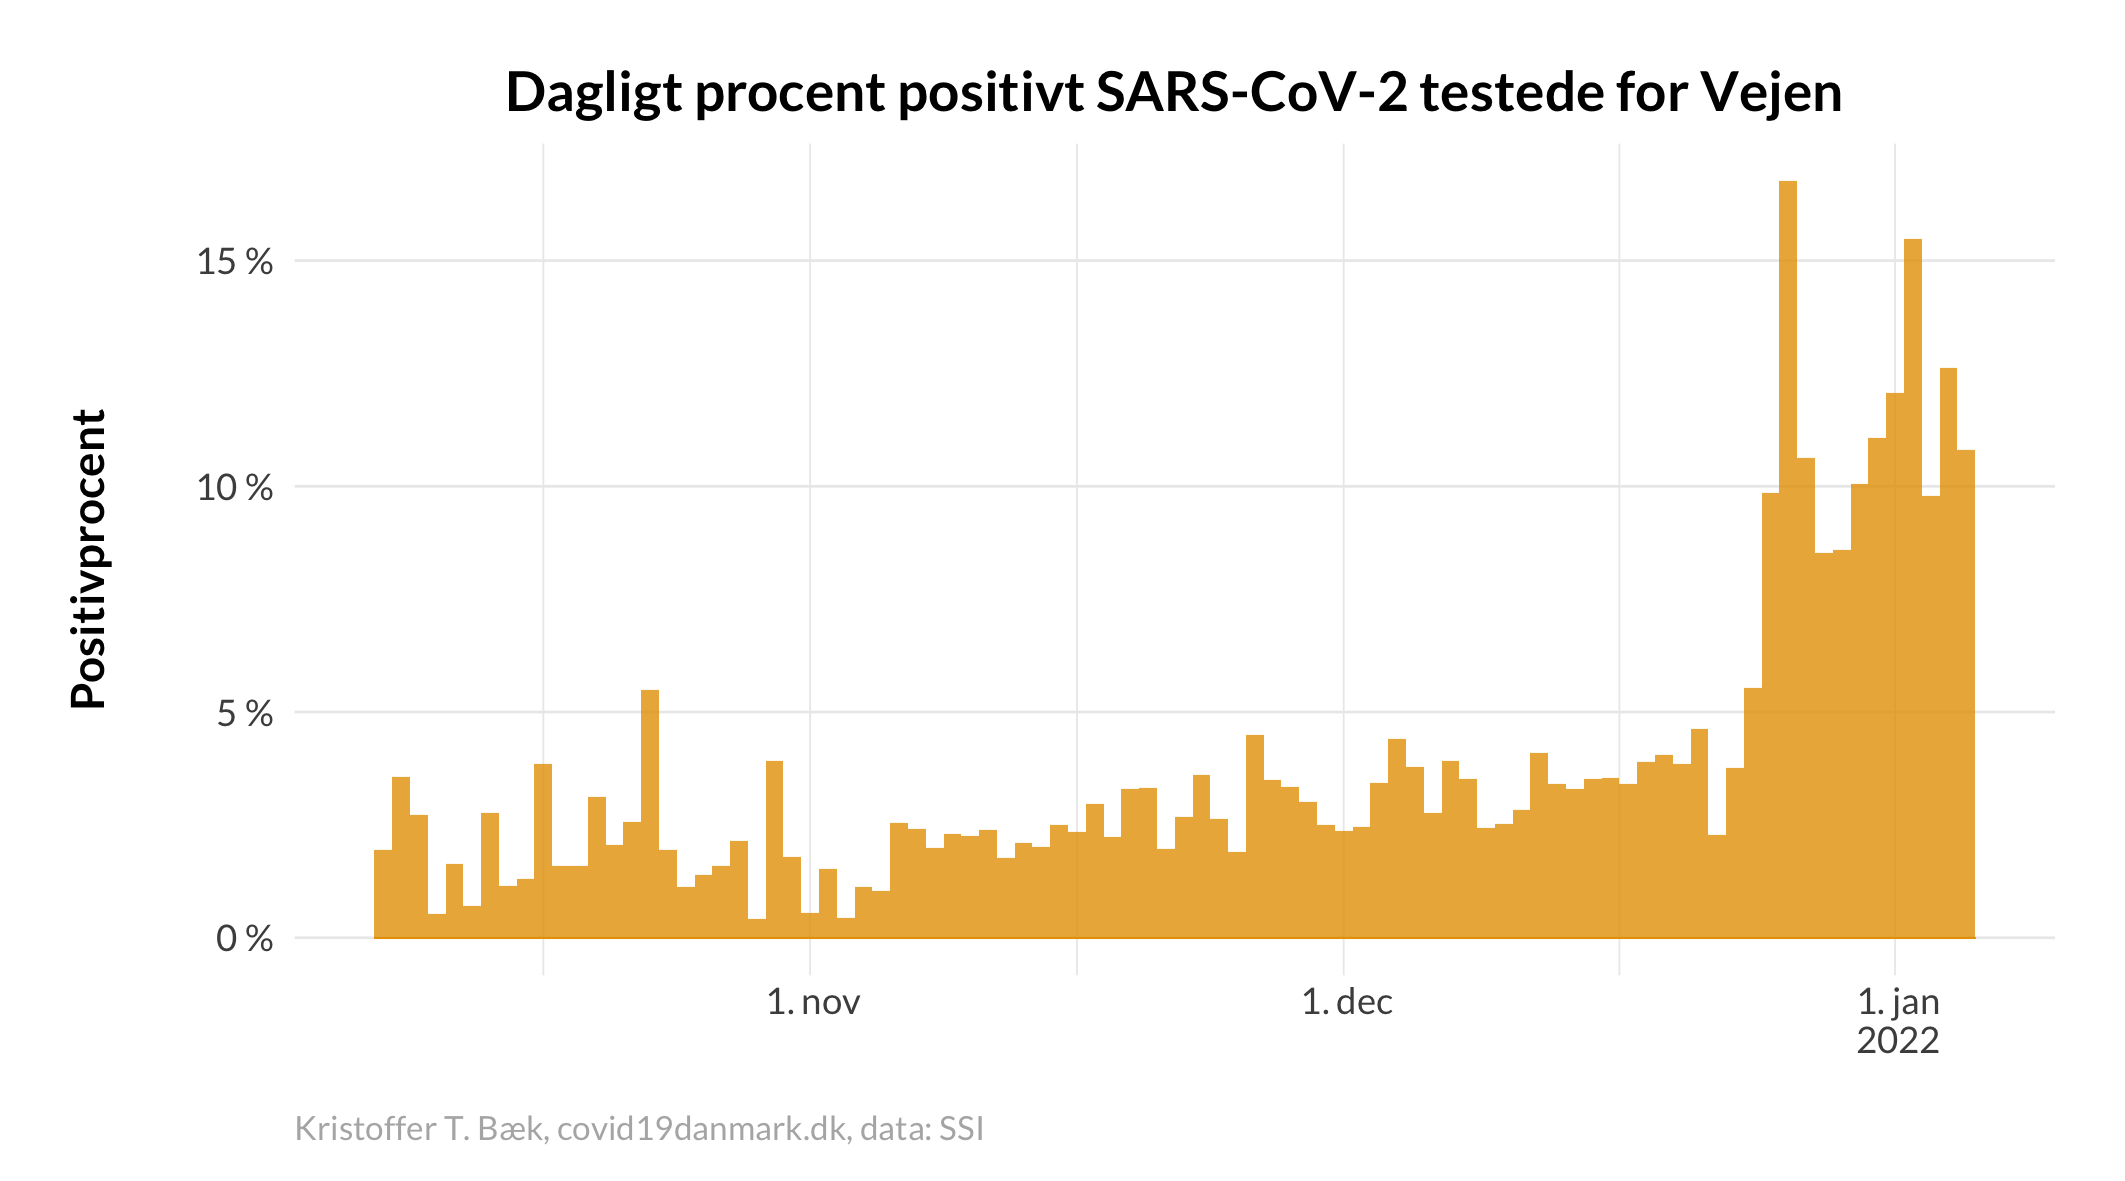 Dagligt procent positivt SARS-CoV-2 testede for Vejen
Positivprocent
15 %
10 %
5 %
0 %
1. nov
1. dec
1. jan
2022
Kristoffer T. Bæk, covid19danmark.dk, data: SSI